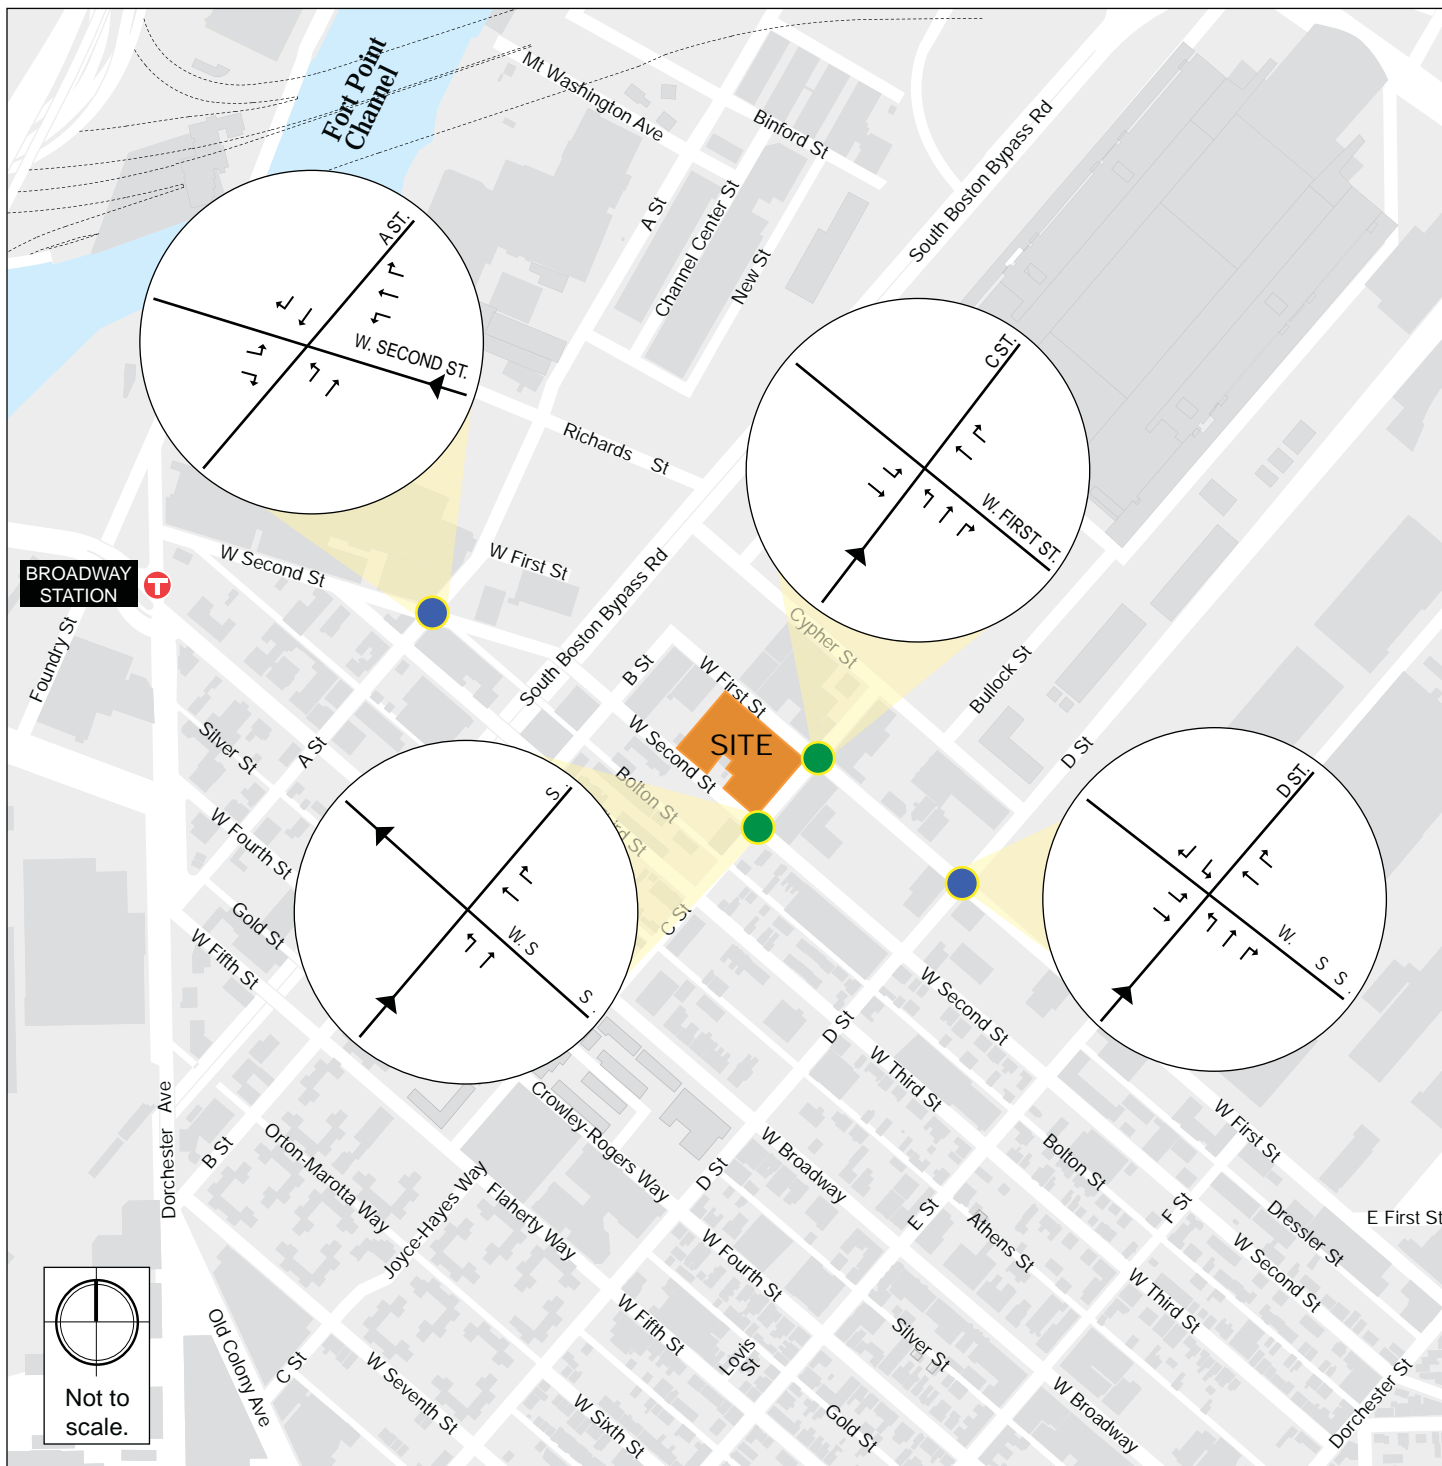 Fort Point
Channel
Mt Washington Ave
Binford St
South Boston Bypass Rd
A St
Channel Center St
New St
A ST.
W. SECOND ST.
C ST.
W. FIRST ST.
Richards St
W Second St
W First St
BROADWAY
STATION
T
Foundry St
South Boston Bypass Rd
B St
W First St
Cypher St
Bullock St
SITE
W Second St
Bolton St
D St
Silver St
A St
W Fourth St
Gold St
W Fifth St
C St
S
W. S
S .
D ST.
W.
S S .
W Second St
D St
W Third St
Dorchester Ave
B St
Orton-Marotta Way
Joyce-Hayes Way
Crowley-Rogers Way
Flaherty Way
D St
W Broadway
W First St
Bolton St
F St
E St
Athens St
Dressler St
E First St
W Second St
W Third St
W Fourth St
W Fifth St
Lovis
St
Silver St
Old Colony Ave
C St
W Seventh St
W Sixth St
Gold St
W Broadway
Dorchester St
Not to
scale.